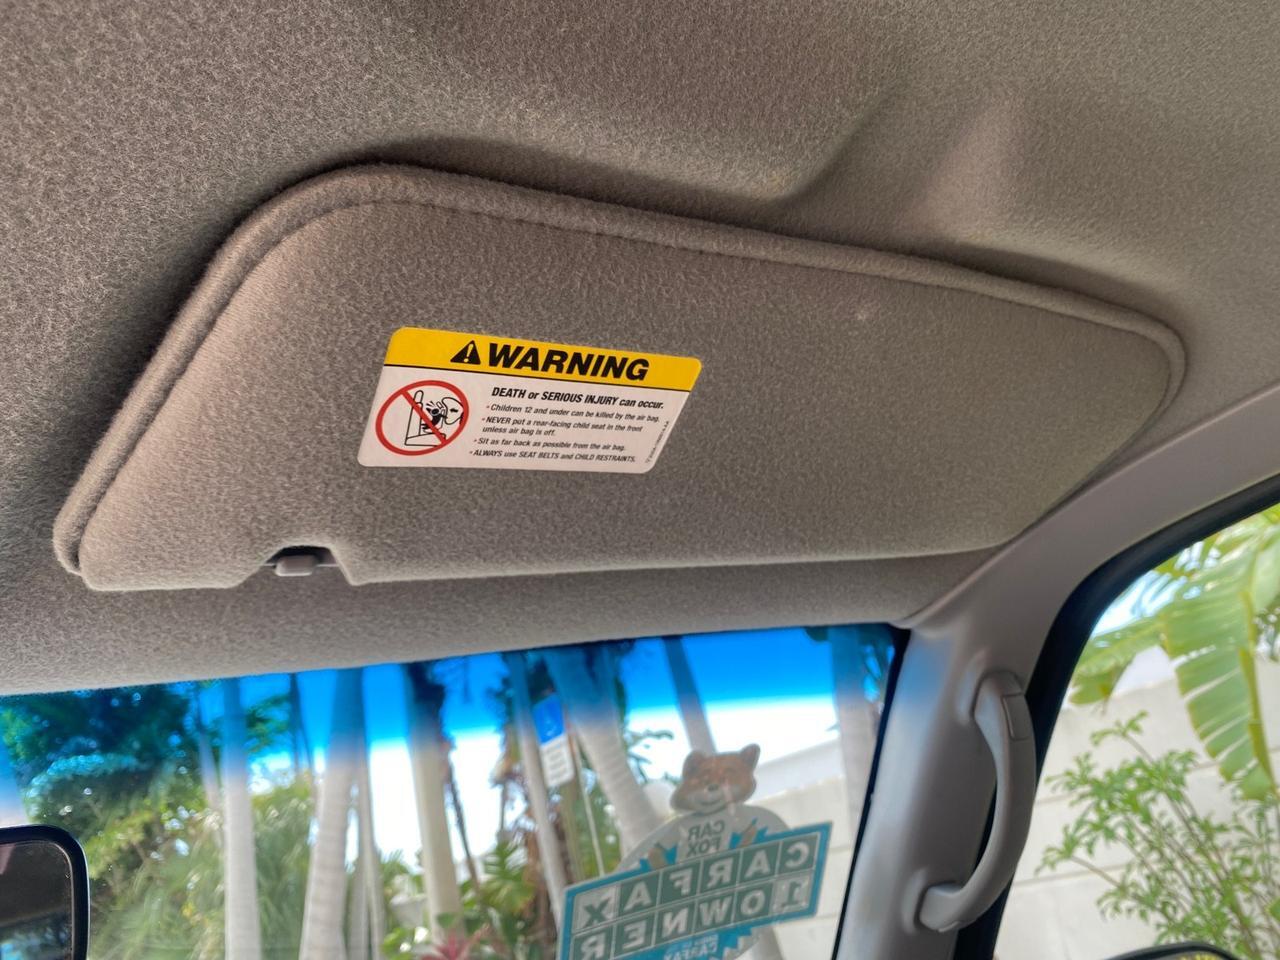 WARNING
DEATH or SERIOUS INJURY can occur.
• Children 12 and under can be killed by the air bag.
• NEVER put a rear-facing child seat in the front
unless air bag is off.
• Sit as far back as possible from the air bag.
• ALWAYS use SEAT BELTS and CHILD RESTRAINTS.
CAR
FOX
CARFAX
1 OWNER
CARFAX